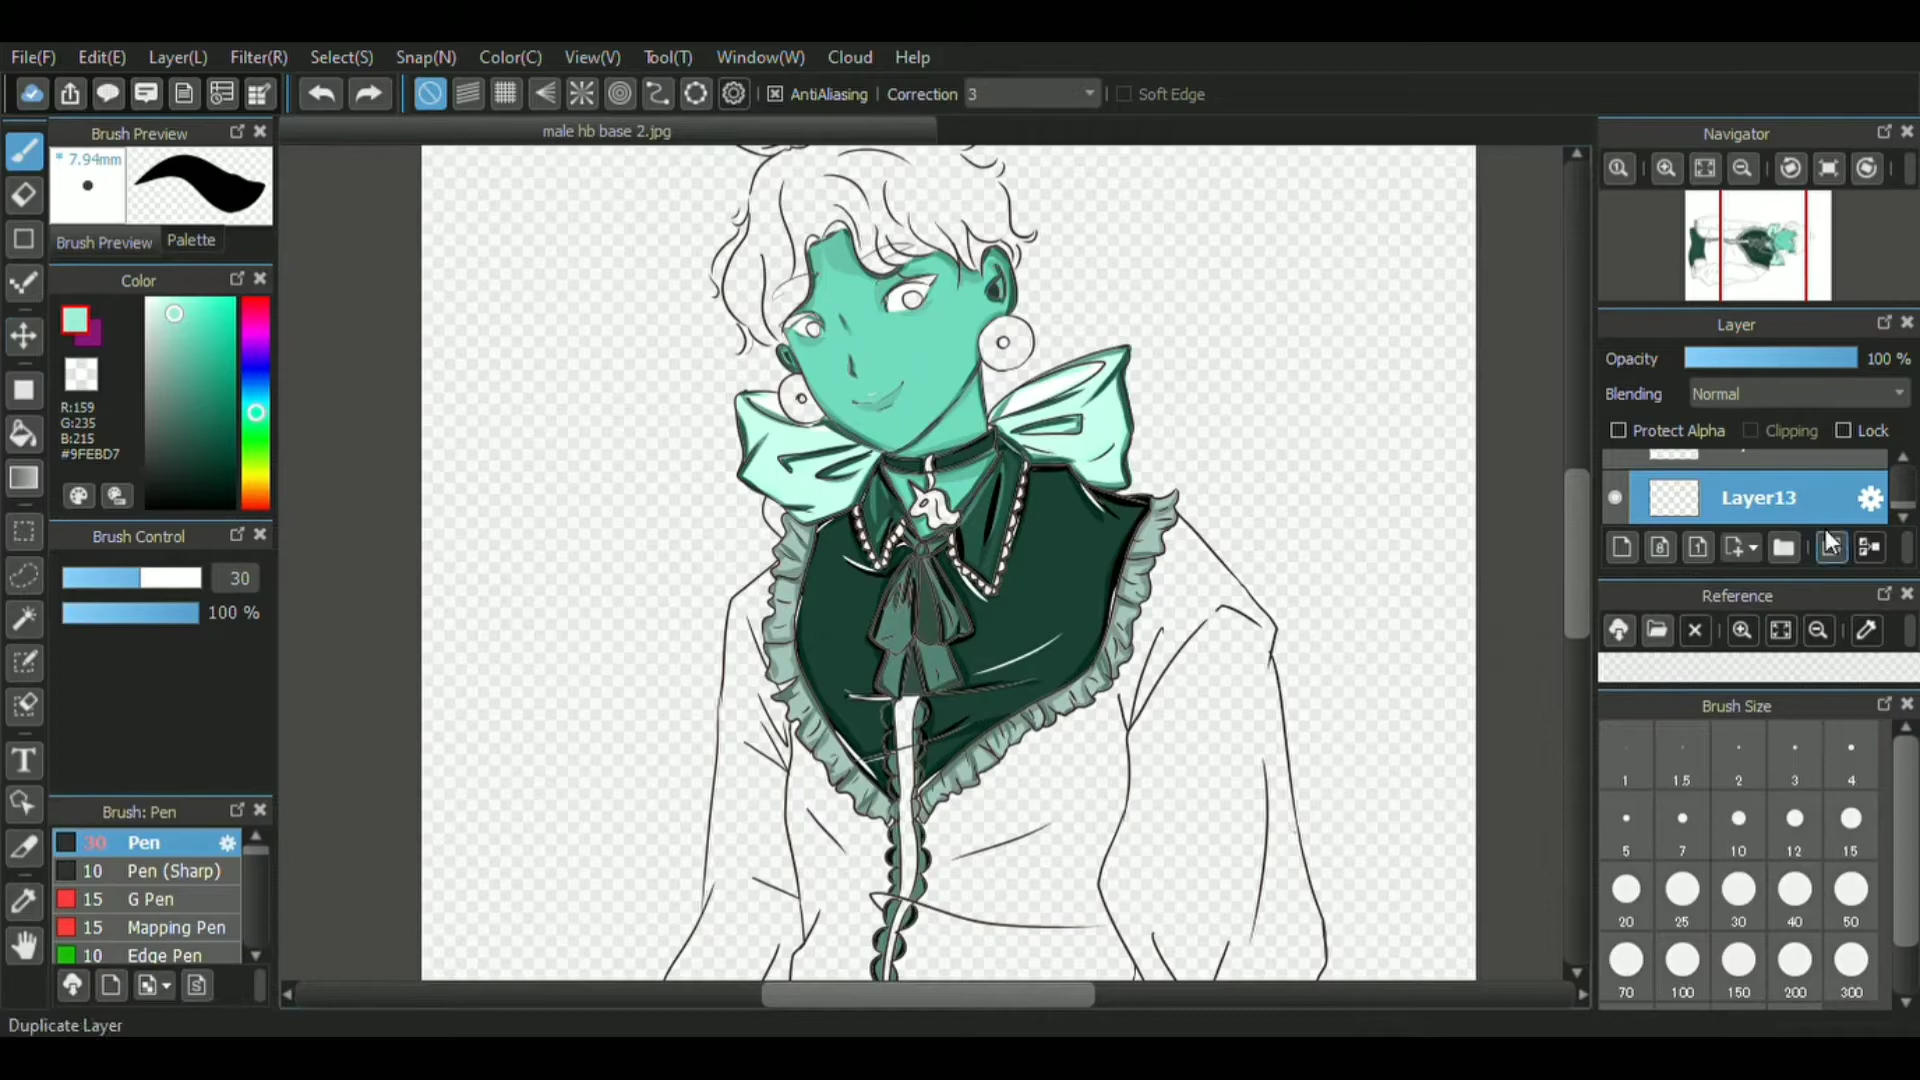 File(F) Edit(E) Layer(L) Filter(R) Select(S) Snap(N) Color(C) View(V) Tool(T) Window(W) Cloud Help
AntiAliasing Correction 3 Soft Edge
Brush Preview
* 7.94mm
Brush Preview Palette
Color
R:159
G:235
B:215
#9FEBD7
Brush Control
30
100 %
Brush: Pen
30 Pen
10 Pen (Sharp)
15 G Pen
15 Mapping Pen
10 Edge Pen
Duplicate Layer
male hb base 2.jpg
Navigator
Layer
Opacity 100 %
Blending Normal
Protect Alpha Clipping Lock
Layer13
Reference
Brush Size
1 1.5 2 3 4
5 7 10 12 15
20 25 30 40 50
70 100 150 200 300